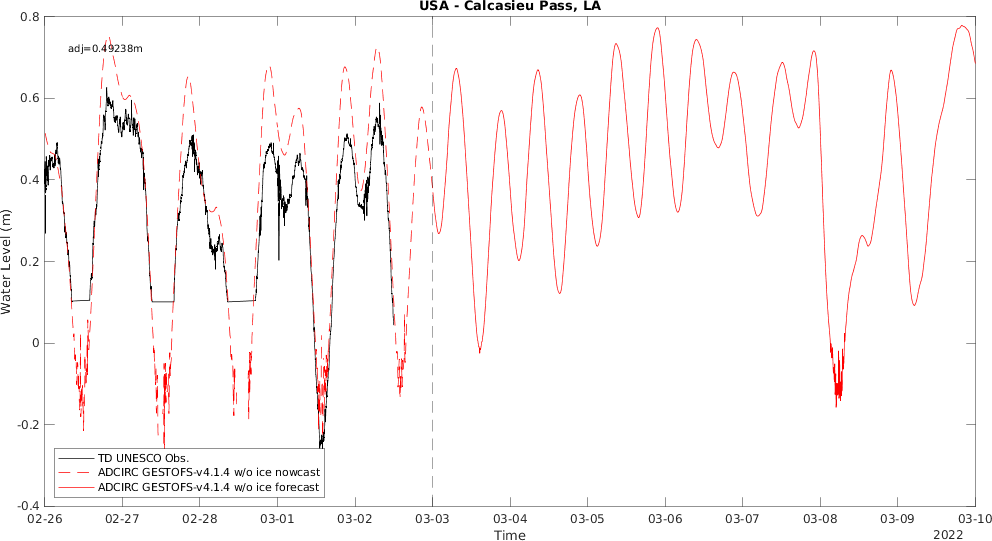 USA - Calcasieu Pass, LA
adj=0.49238m
Water Level (m)
0.8
0.6
0.4
0.2
0
-0.2
-0.4
TD UNESCO Obs.
ADCIRC GESTOFS-v4.1.4 w/o ice nowcast
ADCIRC GESTOFS-v4.1.4 w/o ice forecast
02-26 02-27 02-28 03-01 03-02 03-03 03-04 03-05 03-06 03-07 03-08 03-09 03-10
Time
2022